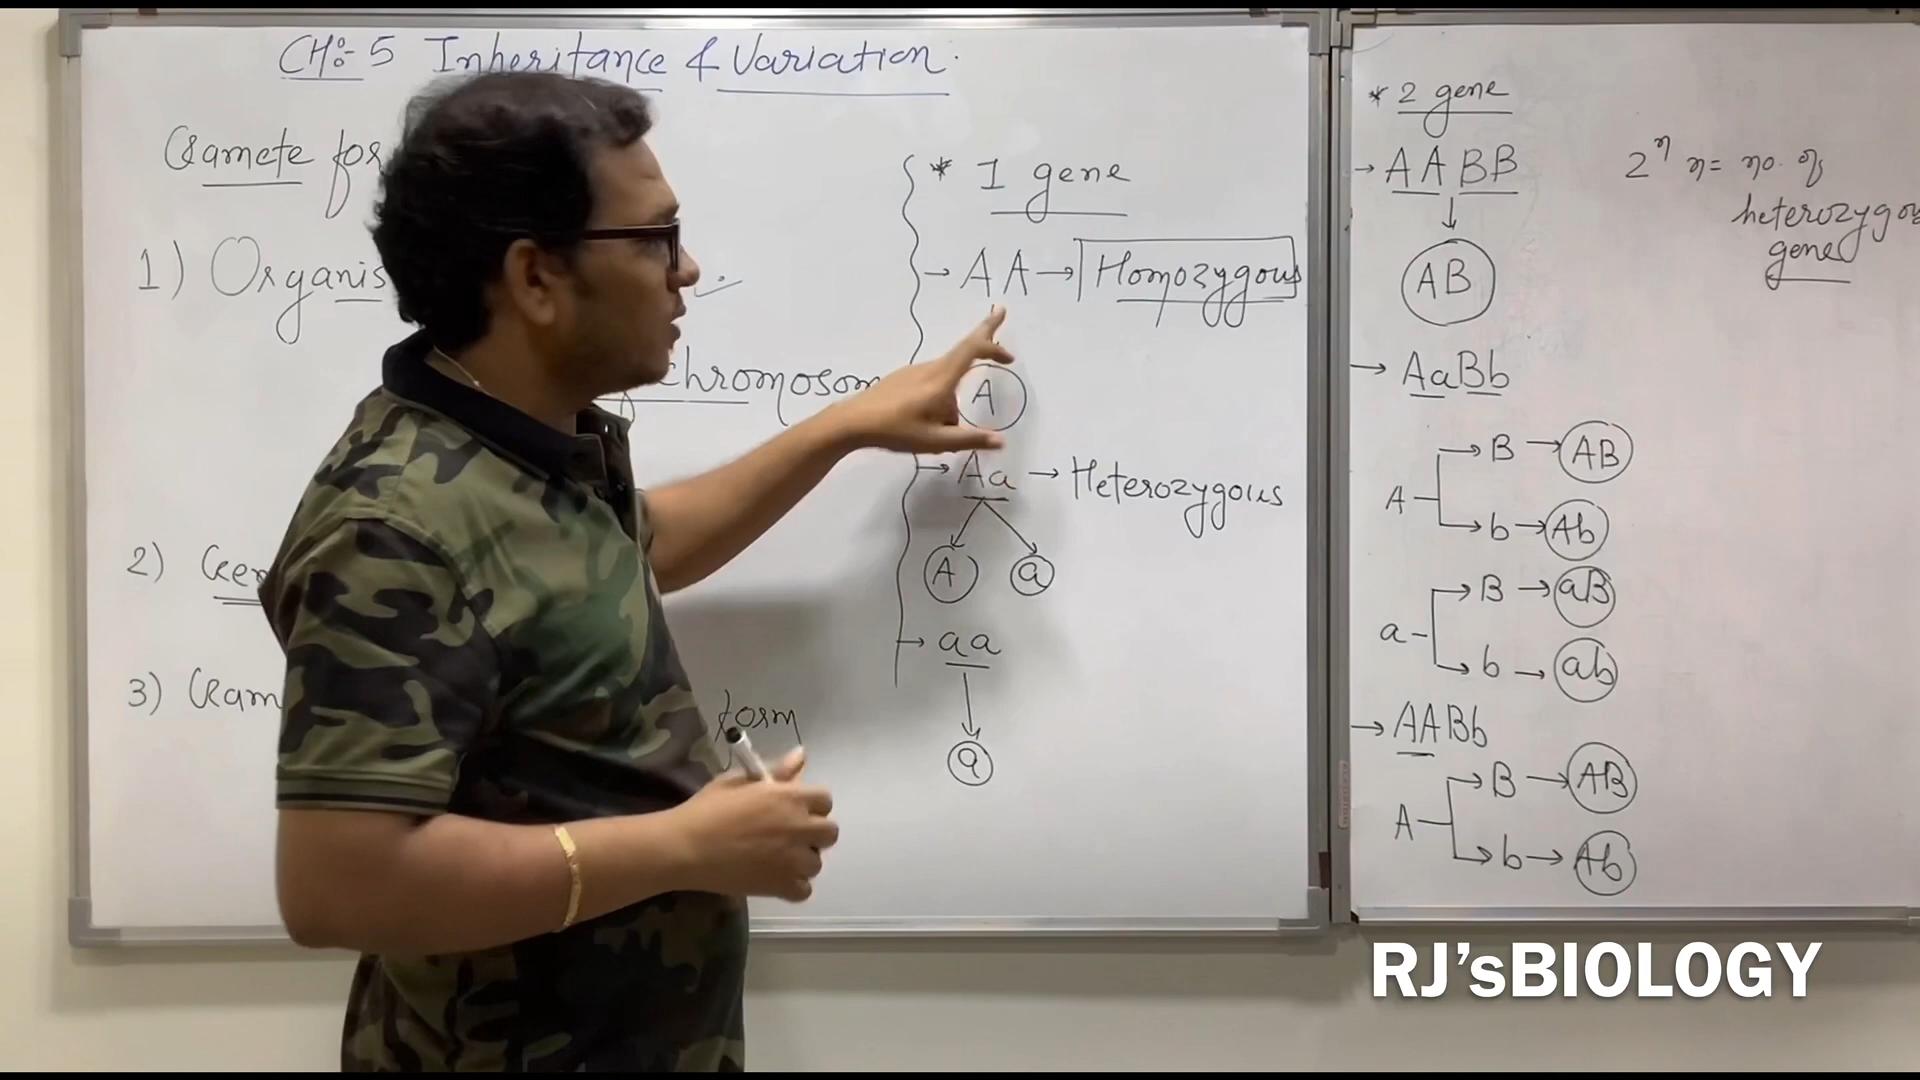 CH:- 5 Inheritance & Variation.
Gamete for
1) Organis
chromosom
2) Gen
3) Gam
form
* 1 gene
→ AA → Homozygous
A
→ Aa → Heterozygous
A a
→ aa
a
* 2 gene
→ AABB
AB
2ⁿ n = no. of
heterozygous
gene
→ AaBb
A
B → AB
b → Ab
a
B → aB
b → ab
→ AABb
A
B → AB
b → Ab
RJ'sBIOLOGY